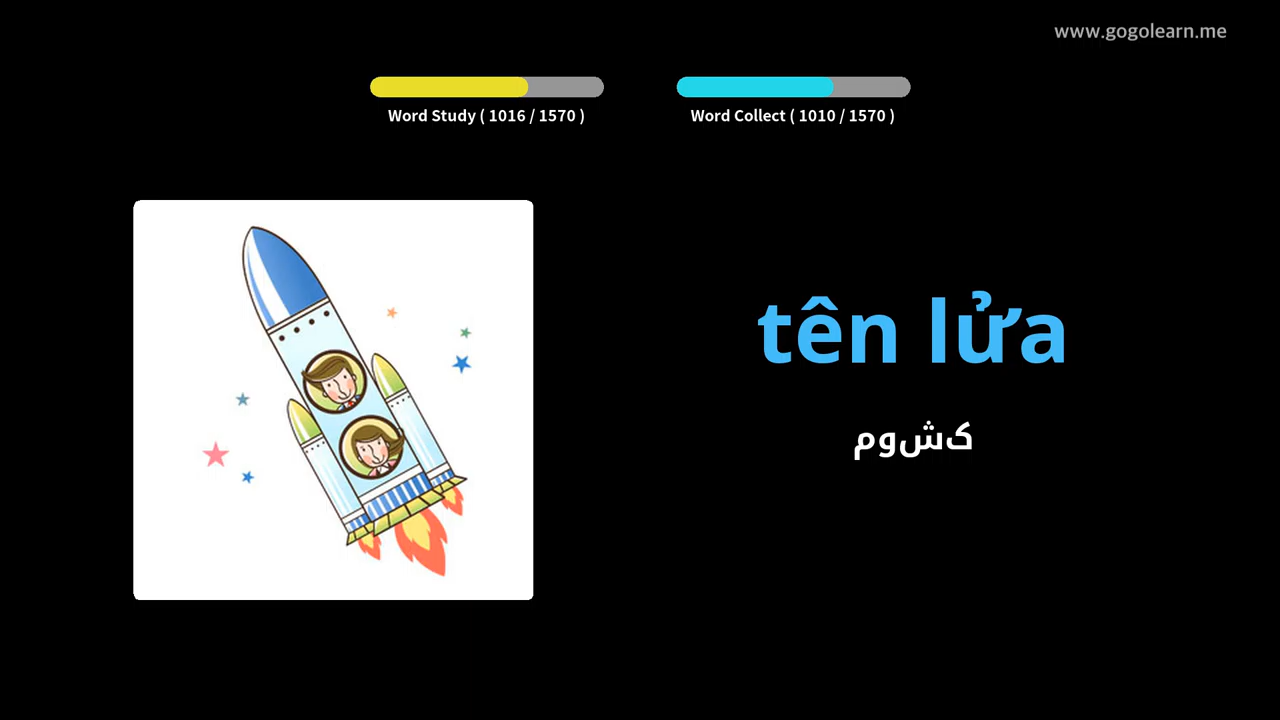 www.gogolearn.me
Word Study ( 1016 / 1570 )
Word Collect ( 1010 / 1570 )
tên lửa
کشوم